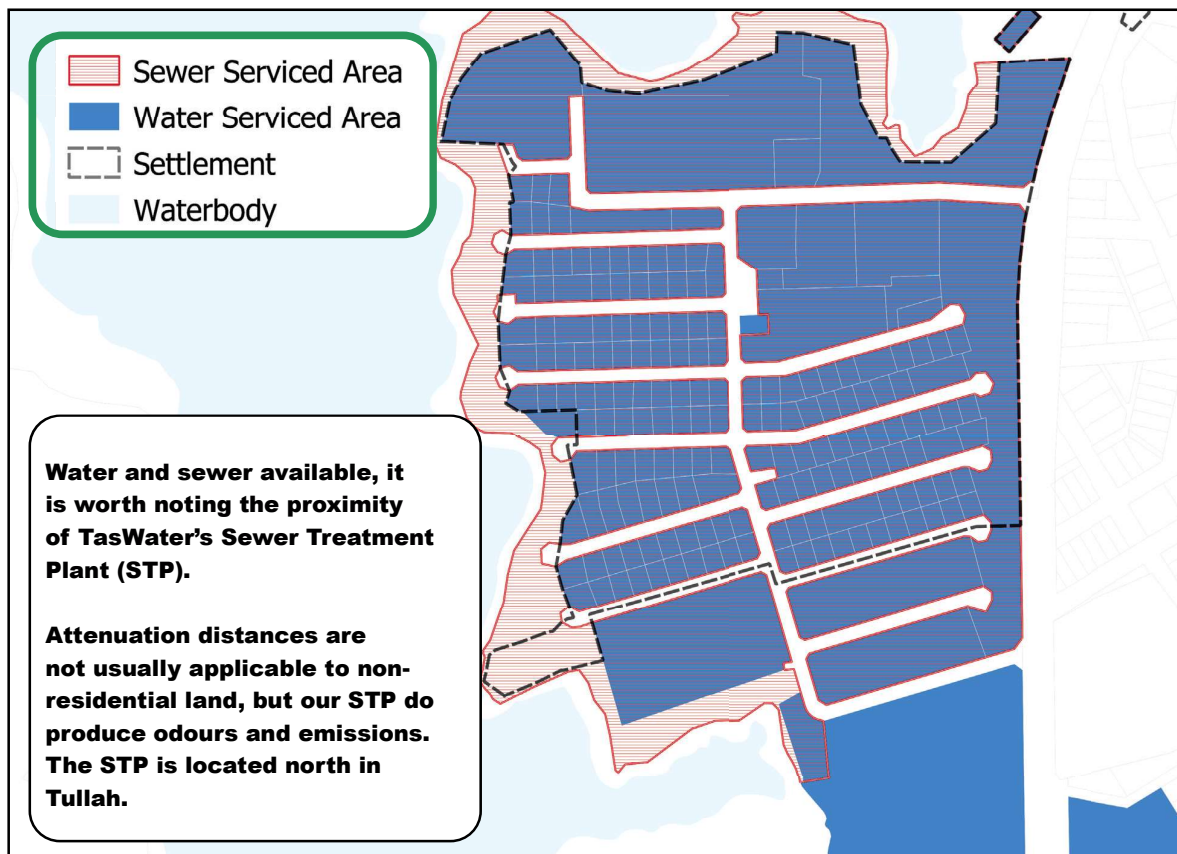 Sewer Serviced Area
Water Serviced Area
Settlement
Waterbody
Water and sewer available, it
is worth noting the proximity
of TasWater’s Sewer Treatment
Plant (STP).
Attenuation distances are
not usually applicable to non-
residential land, but our STP do
produce odours and emissions.
The STP is located north in
Tullah.